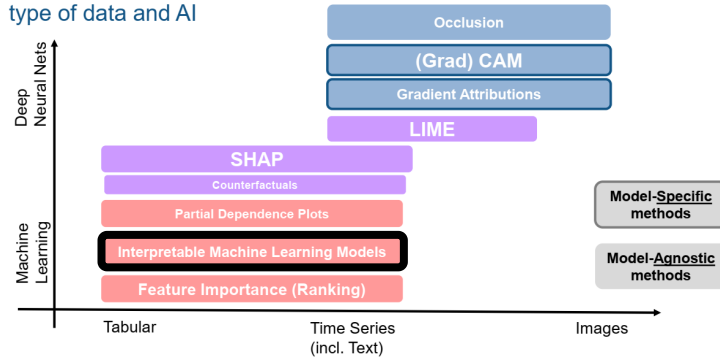 type of data and AI
Occlusion
(Grad) CAM
Gradient Attributions
LIME
SHAP
Counterfactuals
Partial Dependence Plots
Interpretable Machine Learning Models
Feature Importance (Ranking)
Deep
Neural Nets
Machine
Learning
Model-Specific
methods
Model-Agnostic
methods
Tabular
Time Series
(incl. Text)
Images